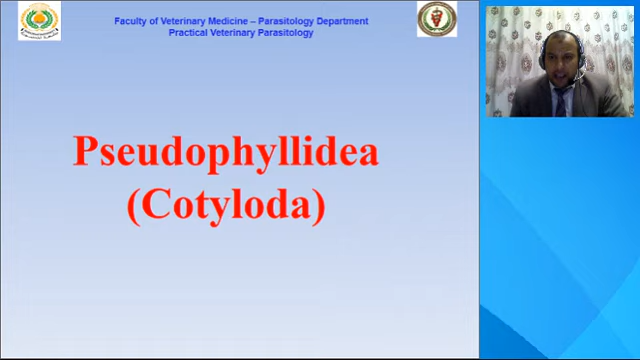 Faculty of Veterinary Medicine – Parasitology Department
Practical Veterinary Parasitology
Pseudophyllidea
(Cotyloda)